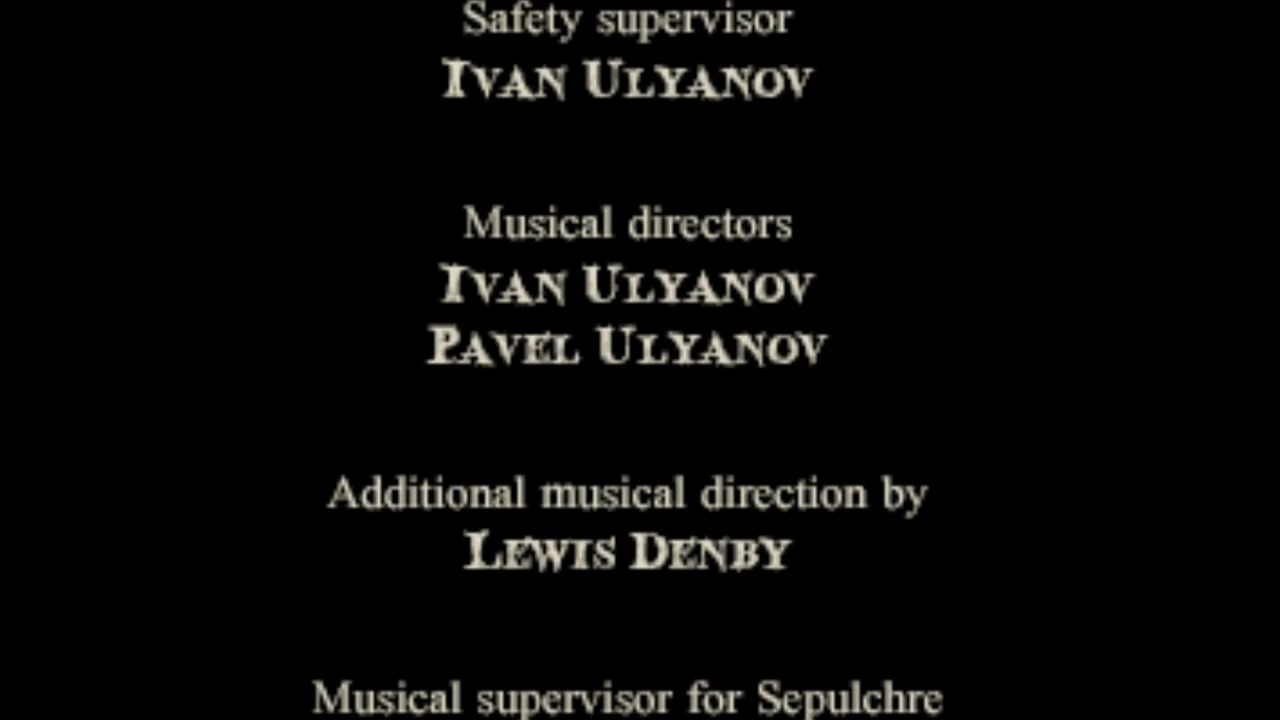 Safety supervisor
IVAN ULYANOV
Musical directors
IVAN ULYANOV
PAVEL ULYANOV
Additional musical direction by
LEWIS DENBY
Musical supervisor for Sepulchre